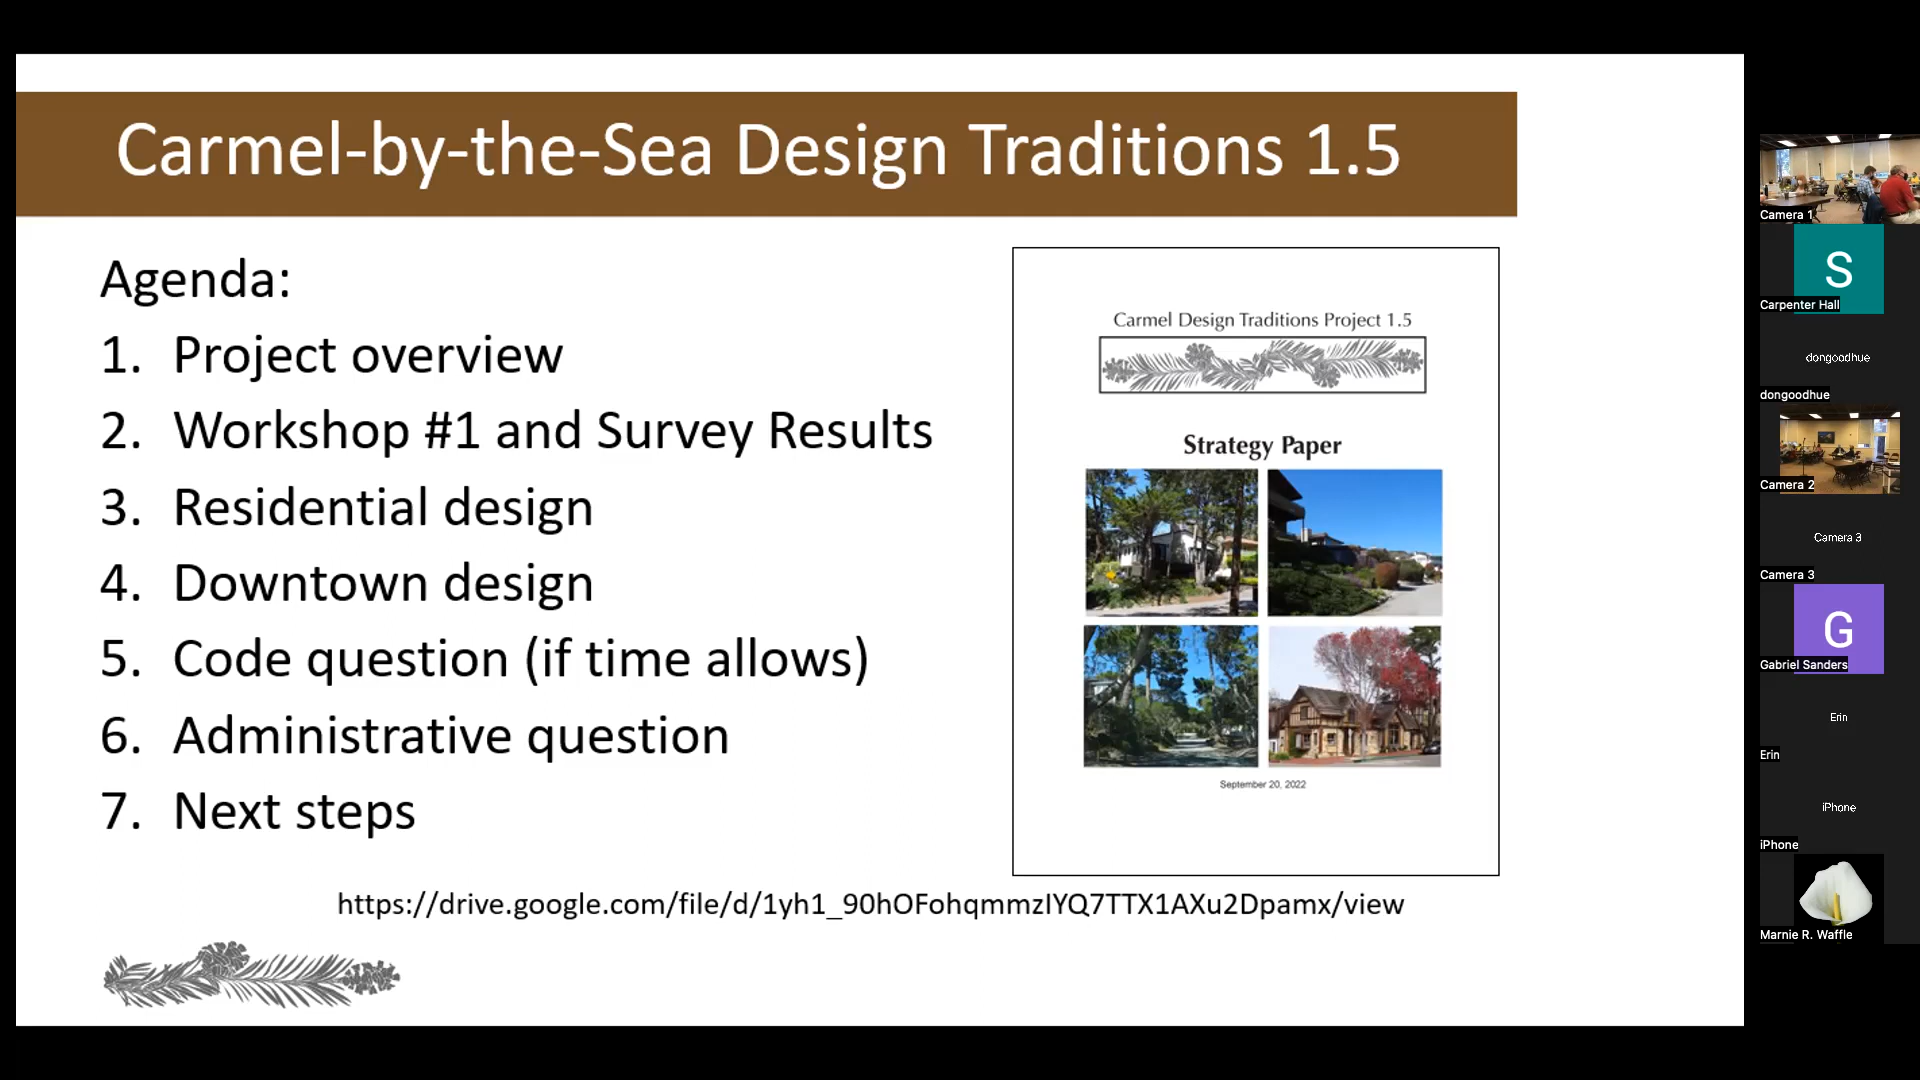 Carmel-by-the-Sea Design Traditions 1.5
Agenda:
1. Project overview
2. Workshop #1 and Survey Results
3. Residential design
4. Downtown design
5. Code question (if time allows)
6. Administrative question
7. Next steps
Carmel Design Traditions Project 1.5
Strategy Paper
September 20, 2022
https://drive.google.com/file/d/1yh1_90hOFohqmmzIYQ7TTX1AXu2Dpamx/view
Camera 1
S
Carpenter Hall
dongoodhue
dongoodhue
Camera 2
Camera 3
Camera 3
G
Gabriel Sanders
Erin
Erin
iPhone
iPhone
Marnie R. Waffle